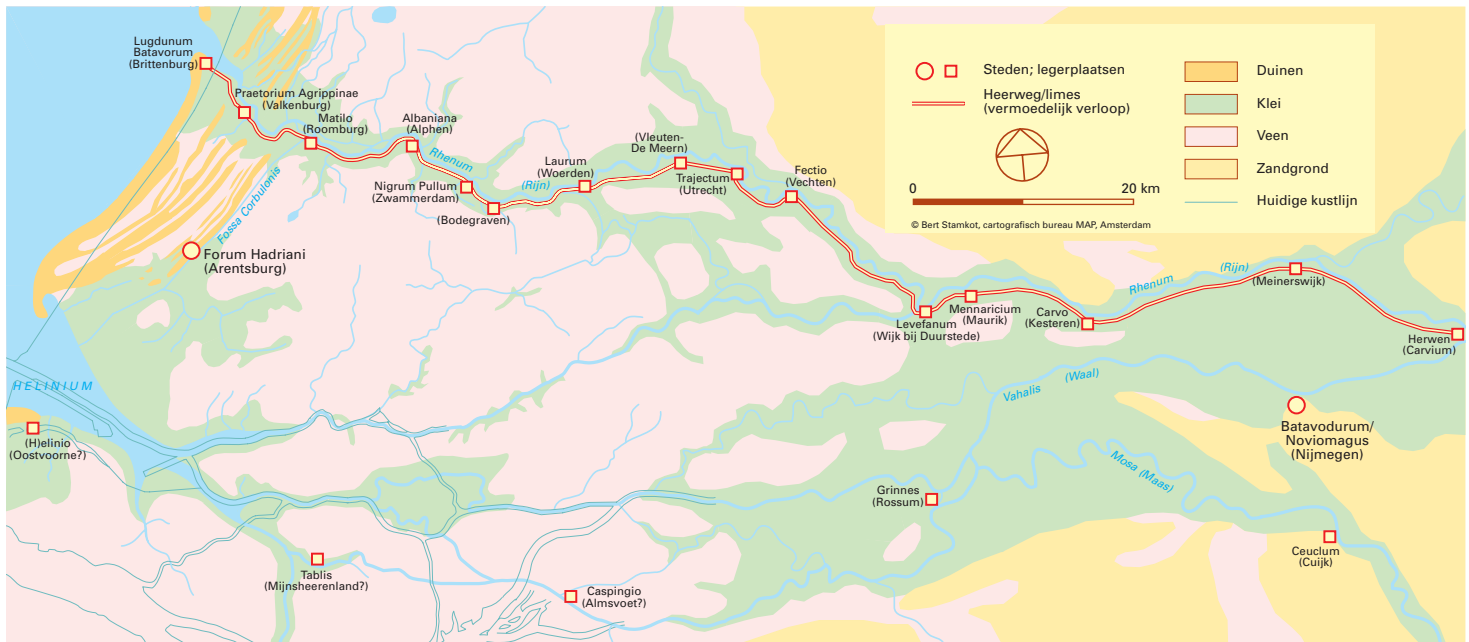 Lugdunum
Batavorum
(Brittenburg)
Praetorium Agrippinae
(Valkenburg)
Matilo
(Roomburg)
Albaniana
(Alphen)
Rhenum
(Rijn)
Nigrum Pullum
(Zwammerdam)
(Bodegraven)
Laurum
(Woerden)
(Vleuten-
De Meern)
Trajectum
(Utrecht)
Fectio
(Vechten)
Fossa Corbulonis
Forum Hadriani
(Arentsburg)
Levefanum
(Wijk bij Duurstede)
Mennaricium
(Maurik)
Carvo
(Kesteren)
Rhenum
(Rijn)
(Meinerswijk)
Herwen
(Carvium)
HELINIUM
(H)elinio
(Oostvoorne?)
Vahalis (Waal)
Batavodurum/
Noviomagus
(Nijmegen)
Mosa (Maas)
Grinnes
(Rossum)
Ceuclum
(Cuijk)
Tablis
(Mijnsheerenland?)
Caspingio
(Almsvoet?)
Steden; legerplaatsen
Heerweg/limes
(vermoedelijk verloop)
0 20 km
© Bert Stamkot, cartografisch bureau MAP, Amsterdam
Duinen
Klei
Veen
Zandgrond
Huidige kustlijn